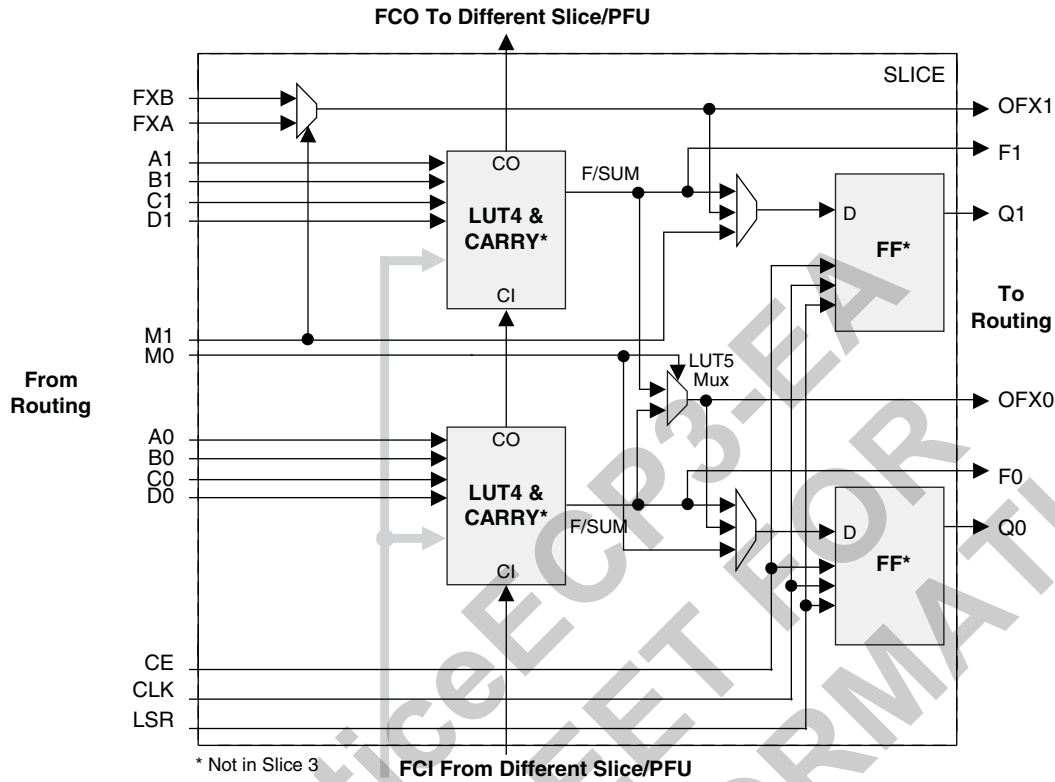 FCO To Different Slice/PFU
SLICE
FXB
FXA
OFX1
A1
B1
C1
D1
CO
F/SUM
F1
LUT4 &
CARRY*
D
FF*
Q1
CI
To
Routing
M1
M0
From
Routing
LUT5
Mux
OFX0
A0
B0
C0
D0
CO
F0
LUT4 &
CARRY*
F/SUM
D
FF*
Q0
CI
CE
CLK
LSR
* Not in Slice 3
FCI From Different Slice/PFU